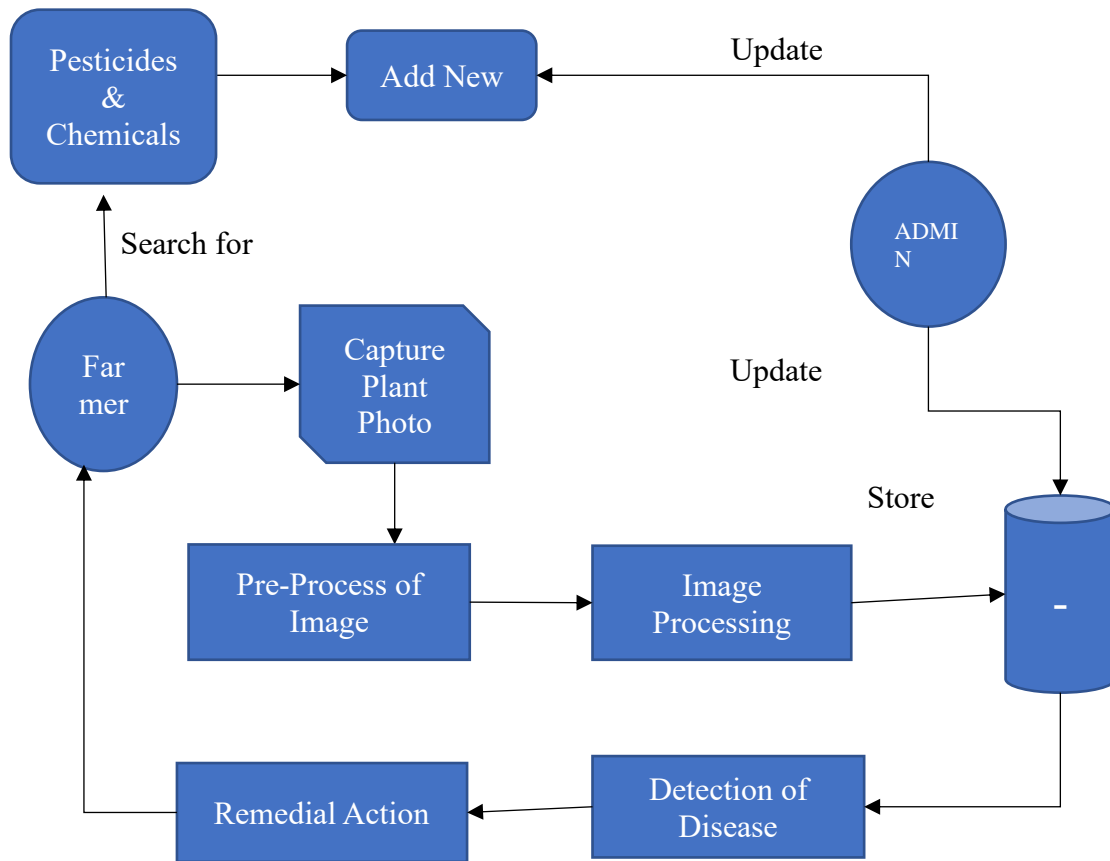 Pesticides
&
Chemicals
Add New
Update
ADMI
N
Search for
Far
mer
Capture
Plant
Photo
Update
Store
Pre-Process of
Image
Image
Processing
-
Remedial Action
Detection of
Disease